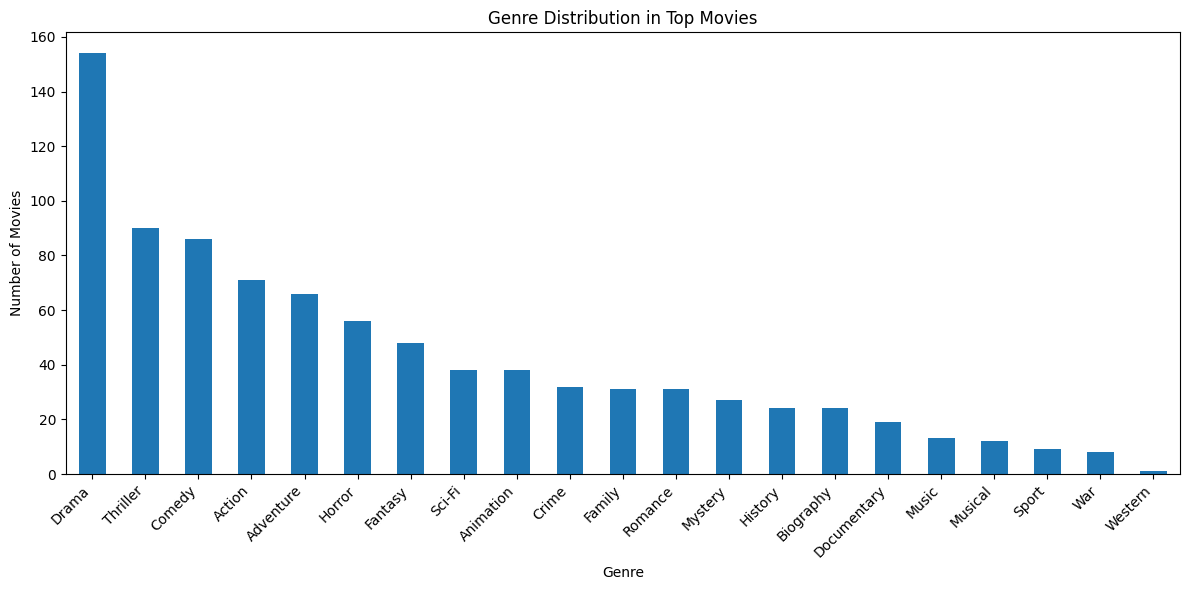 Genre Distribution in Top Movies
Number of Movies
160
140
120
100
80
60
40
20
0
Drama
Thriller
Comedy
Action
Adventure
Horror
Fantasy
Sci-Fi
Animation
Crime
Family
Romance
Mystery
History
Biography
Documentary
Music
Musical
Sport
War
Western
Genre